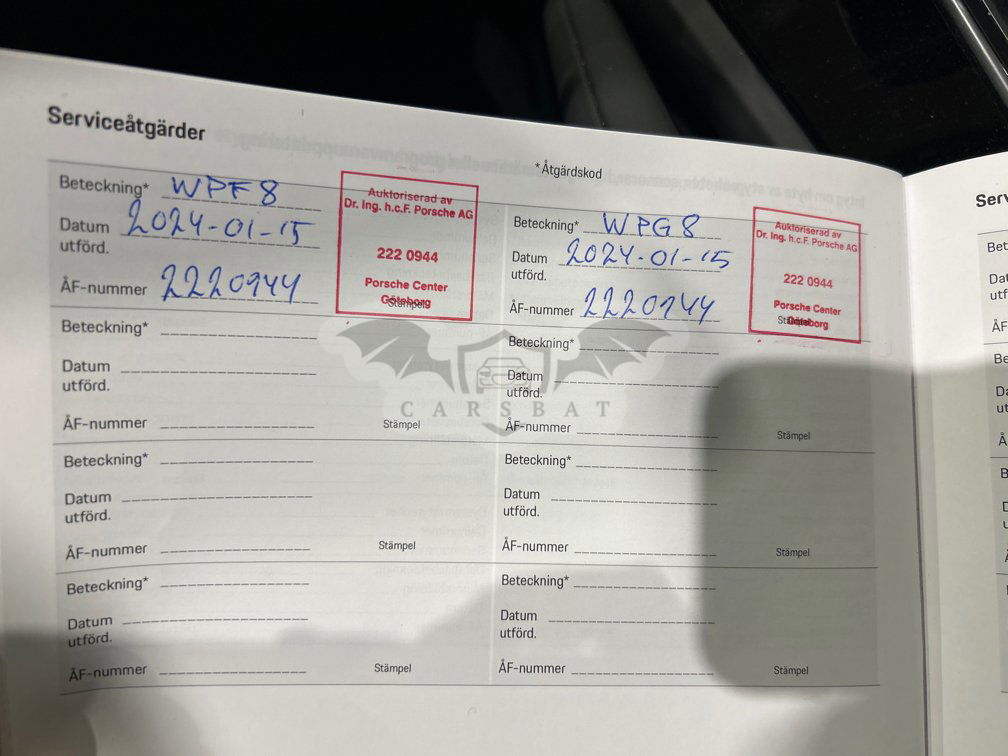 Serviceåtgärder
*Åtgärdskod
Beteckning* WPF8
Datum 2024-01-15
utförd.
ÅF-nummer 2220944
Auktoriserad av
Dr. Ing. h.c.F. Porsche AG
222 0944
Porsche Center
Göteborg
Stämpel
Beteckning* WPG8
Datum 2024-01-15
utförd.
ÅF-nummer 2220944
Auktoriserad av
Dr. Ing. h.c.F. Porsche AG
222 0944
Porsche Center
Göteborg
Stämpel
Beteckning*
Datum
utförd.
ÅF-nummer
Stämpel
Beteckning*
Datum
utförd.
ÅF-nummer
Stämpel
CARSBAT
Beteckning*
Datum
utförd.
ÅF-nummer
Stämpel
Beteckning*
Datum
utförd.
ÅF-nummer
Stämpel
Beteckning*
Datum
utförd.
ÅF-nummer
Stämpel
Beteckning*
Datum
utförd.
ÅF-nummer
Stämpel